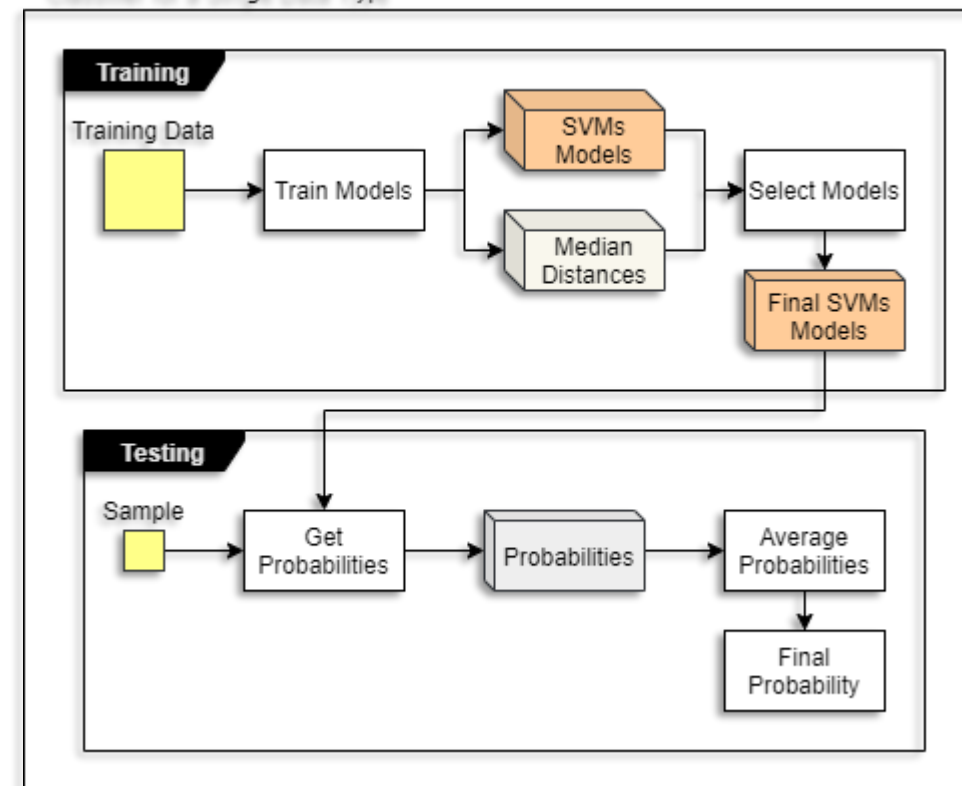 Training
Training Data
Train Models
SVMs
Models
Median
Distances
Select Models
Final SVMs
Models
Testing
Sample
Get
Probabilities
Probabilities
Average
Probabilities
Final
Probability